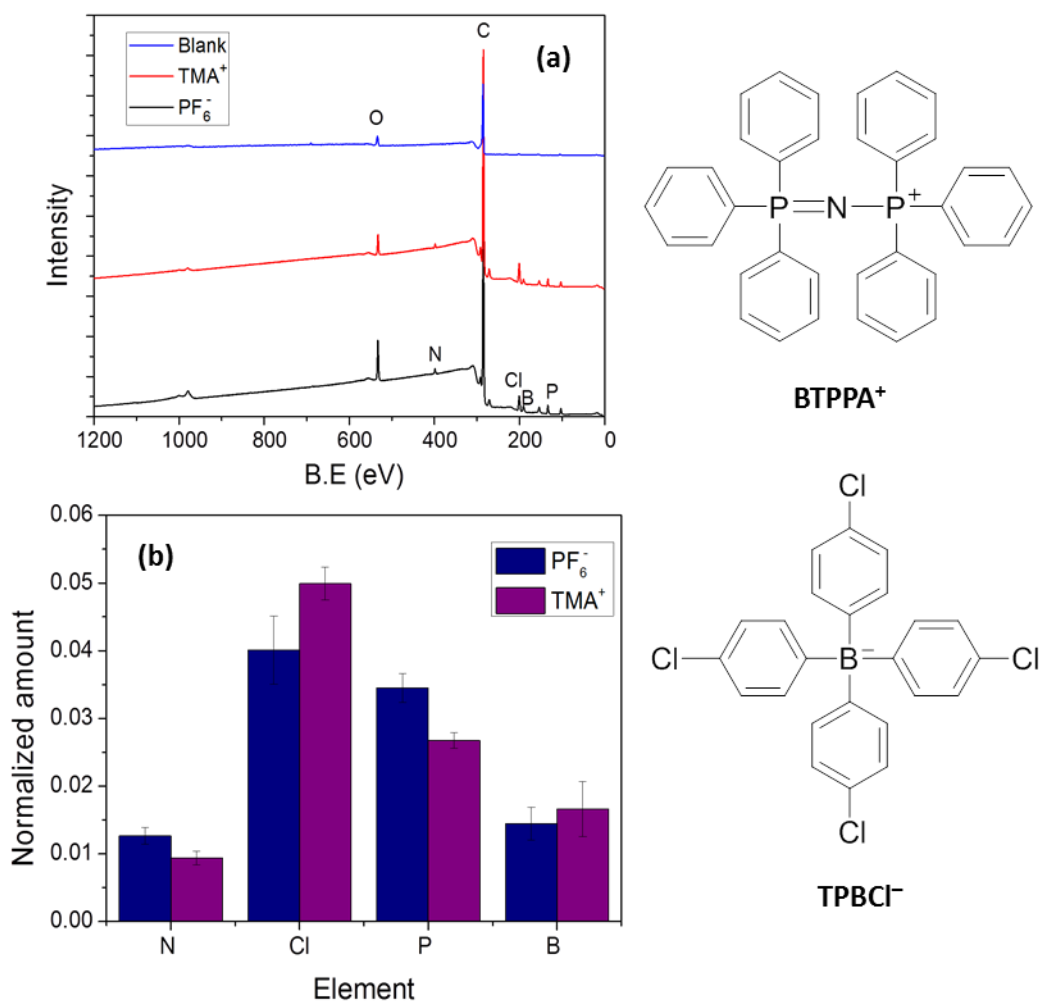 (a)
Blank
TMA⁺
PF₆⁻
C
O
N
Cl
B
P
Intensity
1200 1000 800 600 400 200 0
B.E (eV)
P N P⁺
BTPPA⁺
(b)
PF₆⁻
TMA⁺
0.06
0.05
0.04
0.03
0.02
0.01
0.00
Normalized amount
N Cl P B
Element
Cl
Cl B⁻ Cl
Cl
TPBCl⁻